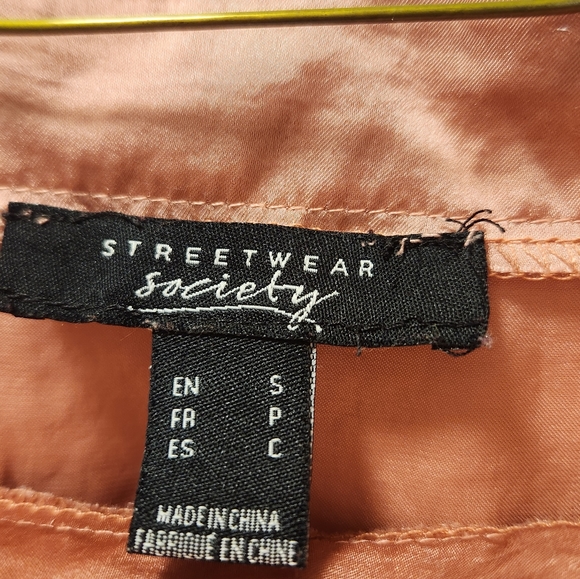 STREETWEAR
society
EN S
FR P
ES C
MADE IN CHINA
FABRIQUÉ EN CHINE